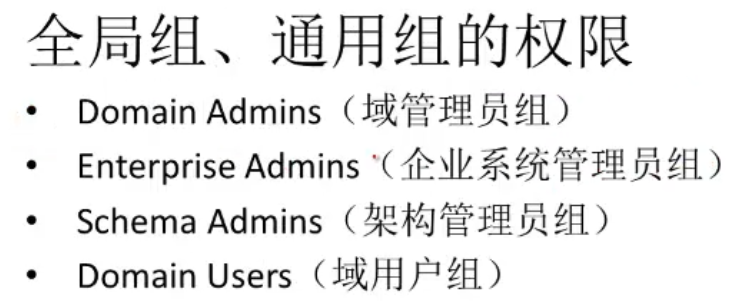 全局组、通用组的权限
• Domain Admins（域管理员组）
• Enterprise Admins（企业系统管理员组）
• Schema Admins（架构管理员组）
• Domain Users（域用户组）